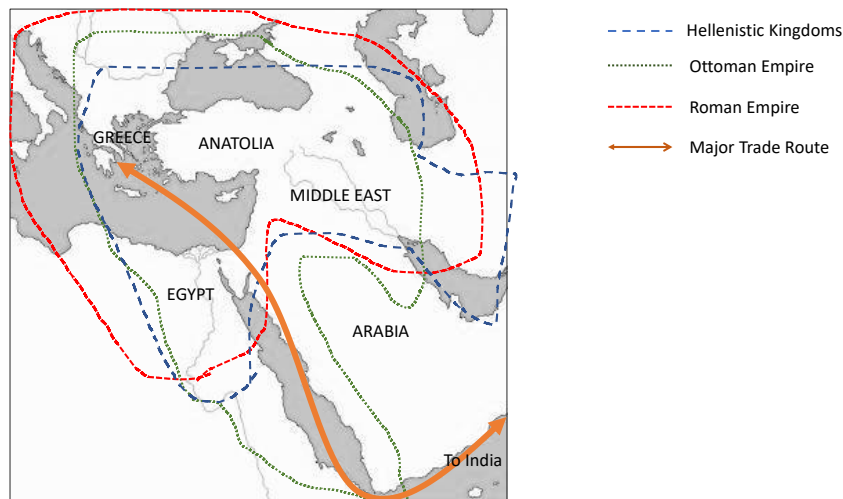 Hellenistic Kingdoms
Ottoman Empire
Roman Empire
Major Trade Route
GREECE
ANATOLIA
MIDDLE EAST
EGYPT
ARABIA
To India